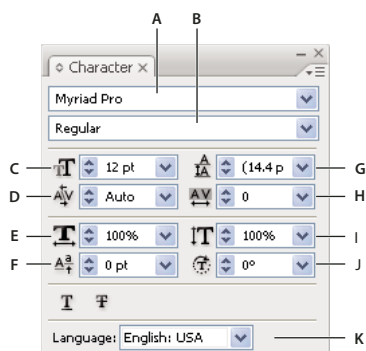 A B
Character
Myriad Pro
Regular
C 12 pt (14.4 p G
D Auto 0 H
E 100% 100% I
F 0 pt 0° J
T T
Language: English: USA K